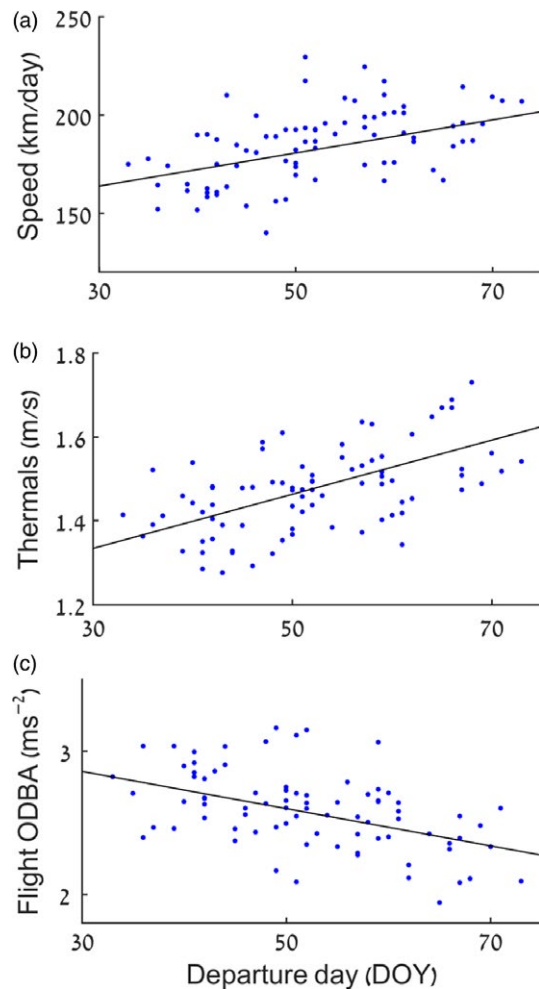 (a)
250
200
150
Speed (km/day)
30 50 70
(b)
1.8
1.6
1.4
1.2
Thermals (m/s)
30 50 70
(c)
3
2
Flight ODBA (ms⁻²)
30 50 70
Departure day (DOY)